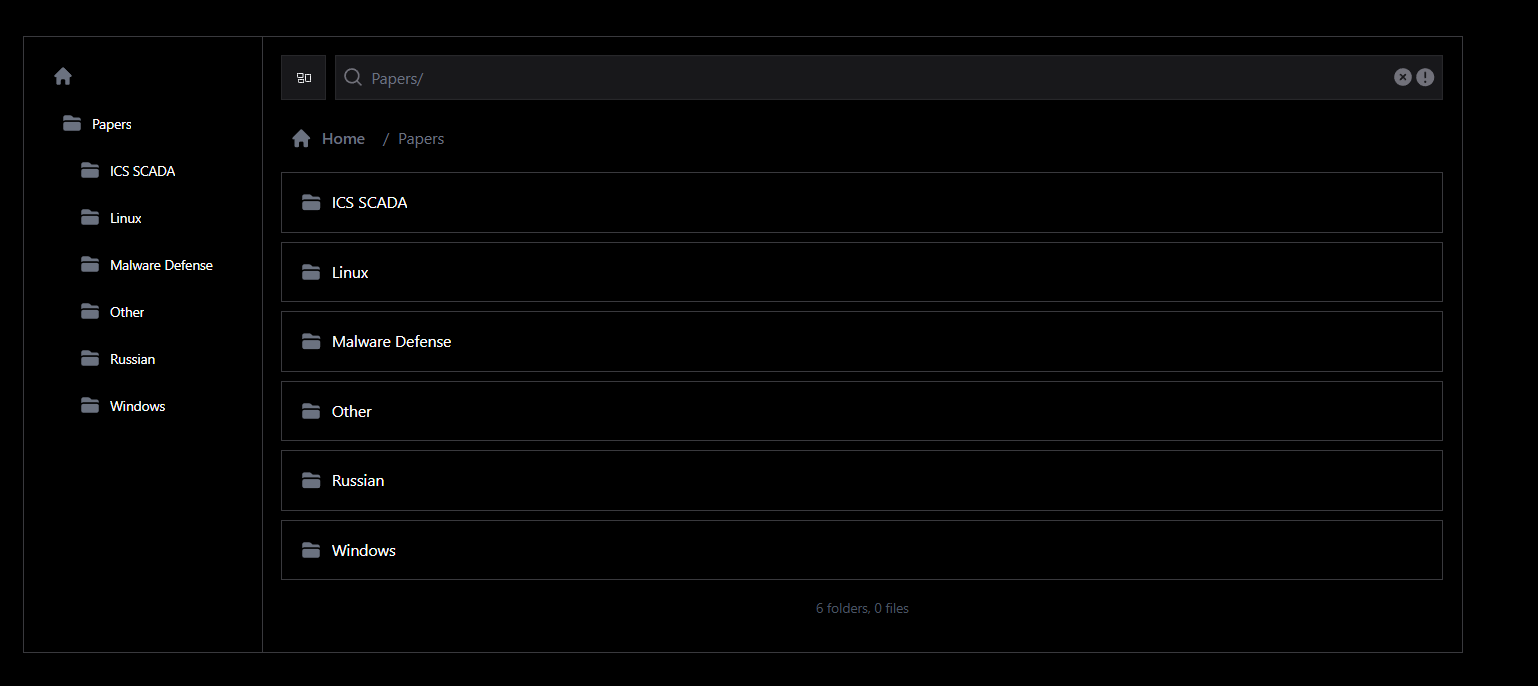 Papers
ICS SCADA
Linux
Malware Defense
Other
Russian
Windows
Papers/
Home / Papers
ICS SCADA
Linux
Malware Defense
Other
Russian
Windows
6 folders, 0 files